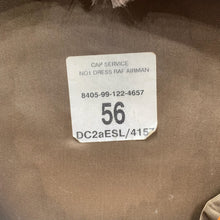 CAP SERVICE
NO1 DRESS RAF AIRMAN
8405-99-122-4657
56
DC2aESL/4157